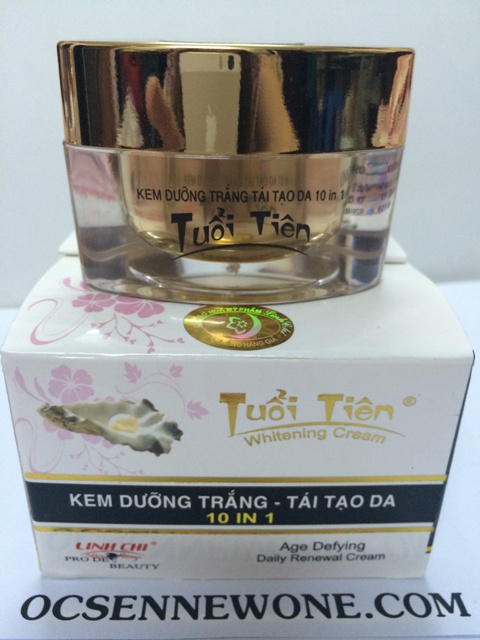 KEM DƯỠNG TRẮNG TÁI TẠO DA 10 in 1
Tuổi Tiên
Tuổi Tiên®
Whitening Cream
KEM DƯỠNG TRẮNG - TÁI TẠO DA
10 IN 1
LINH CHI®
BEAUTY
Age Defying
Daily Renewal Cream
OCSENNEWONE.COM